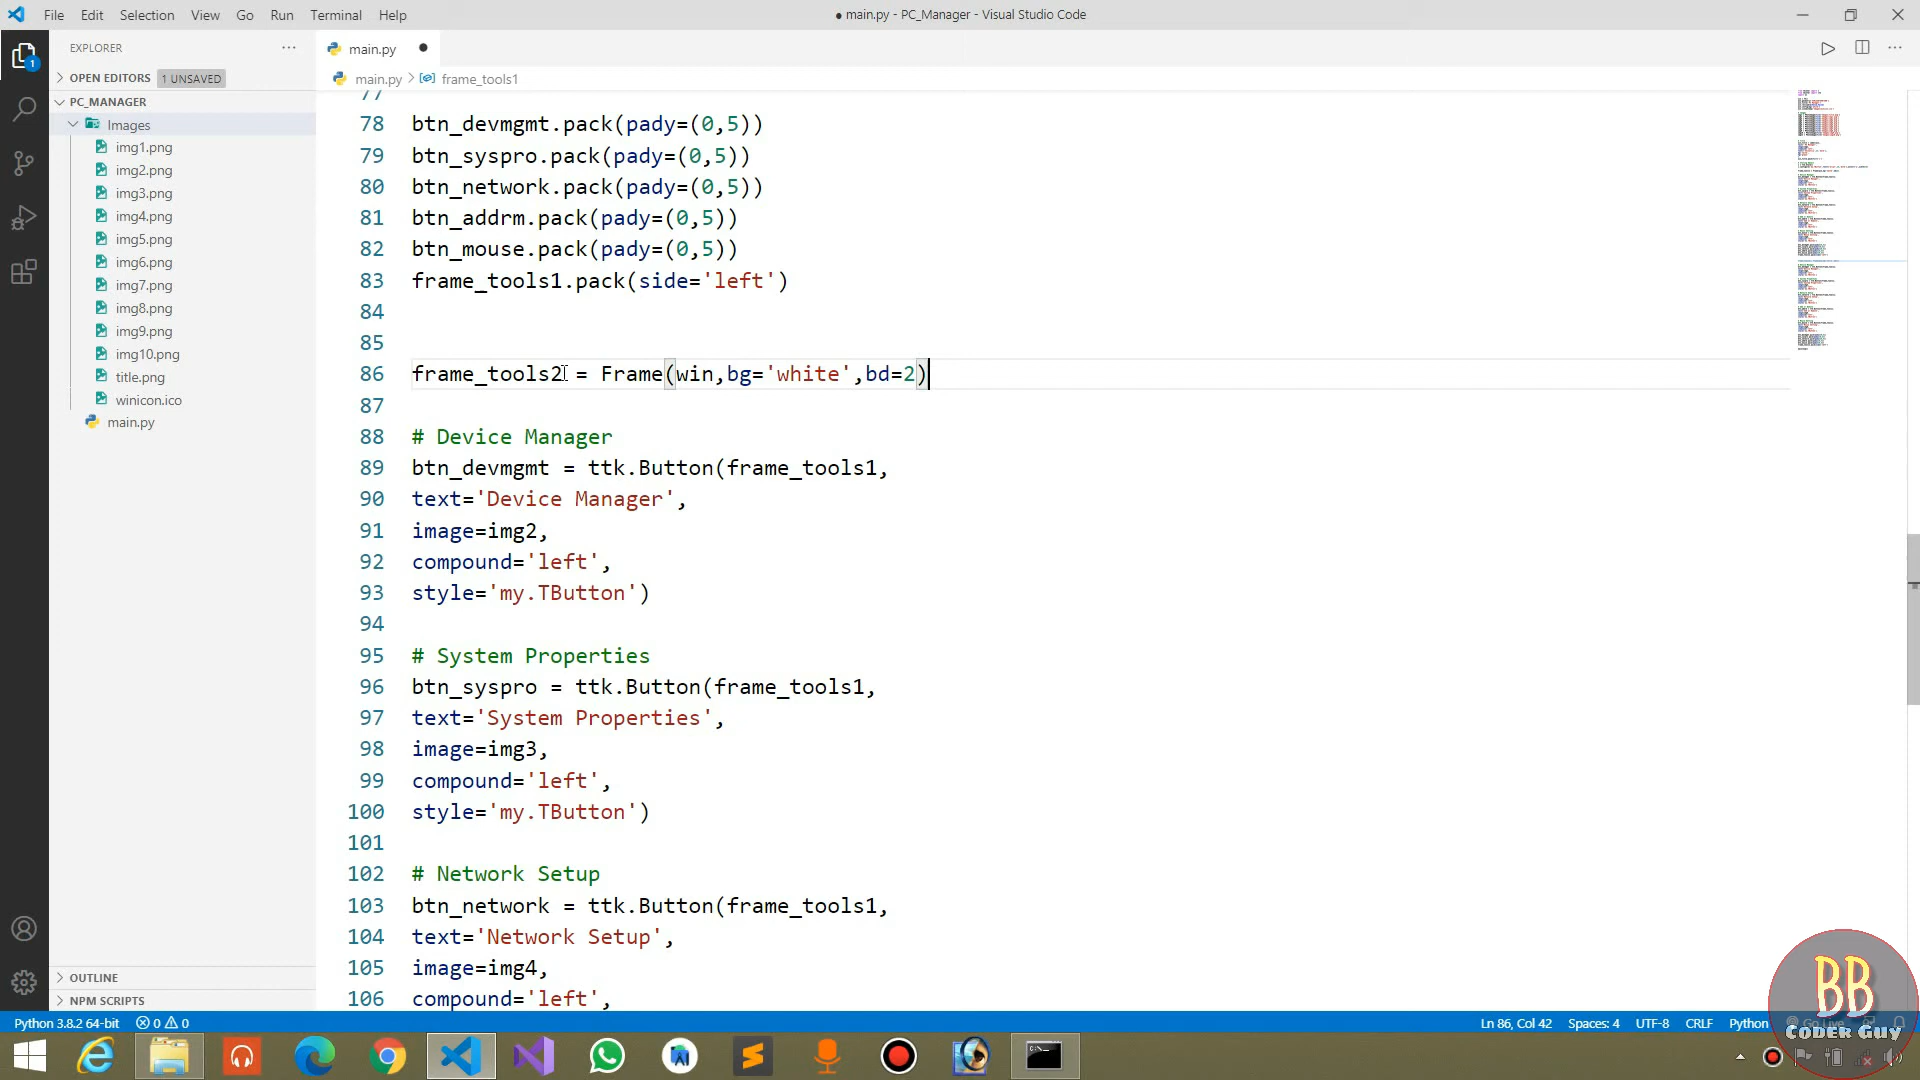 File Edit Selection View Go Run Terminal Help
● main.py - PC_Manager - Visual Studio Code
EXPLORER
main.py
OPEN EDITORS 1 UNSAVED
main.py > frame_tools1
PC_MANAGER
Images
img1.png
img2.png
img3.png
img4.png
img5.png
img6.png
img7.png
img8.png
img9.png
img10.png
title.png
winicon.ico
main.py
OUTLINE
NPM SCRIPTS
77
78 btn_devmgmt.pack(pady=(0,5))
79 btn_syspro.pack(pady=(0,5))
80 btn_network.pack(pady=(0,5))
81 btn_addrm.pack(pady=(0,5))
82 btn_mouse.pack(pady=(0,5))
83 frame_tools1.pack(side='left')
84
85
86 frame_tools2 = Frame(win,bg='white',bd=2)
87
88 # Device Manager
89 btn_devmgmt = ttk.Button(frame_tools1,
90 text='Device Manager',
91 image=img2,
92 compound='left',
93 style='my.TButton')
94
95 # System Properties
96 btn_syspro = ttk.Button(frame_tools1,
97 text='System Properties',
98 image=img3,
99 compound='left',
100 style='my.TButton')
101
102 # Network Setup
103 btn_network = ttk.Button(frame_tools1,
104 text='Network Setup',
105 image=img4,
106 compound='left',
1
Python 3.8.2 64-bit 0 0
Ln 86, Col 42 Spaces: 4 UTF-8 CRLF Python Go Live
BB
CODER GUY